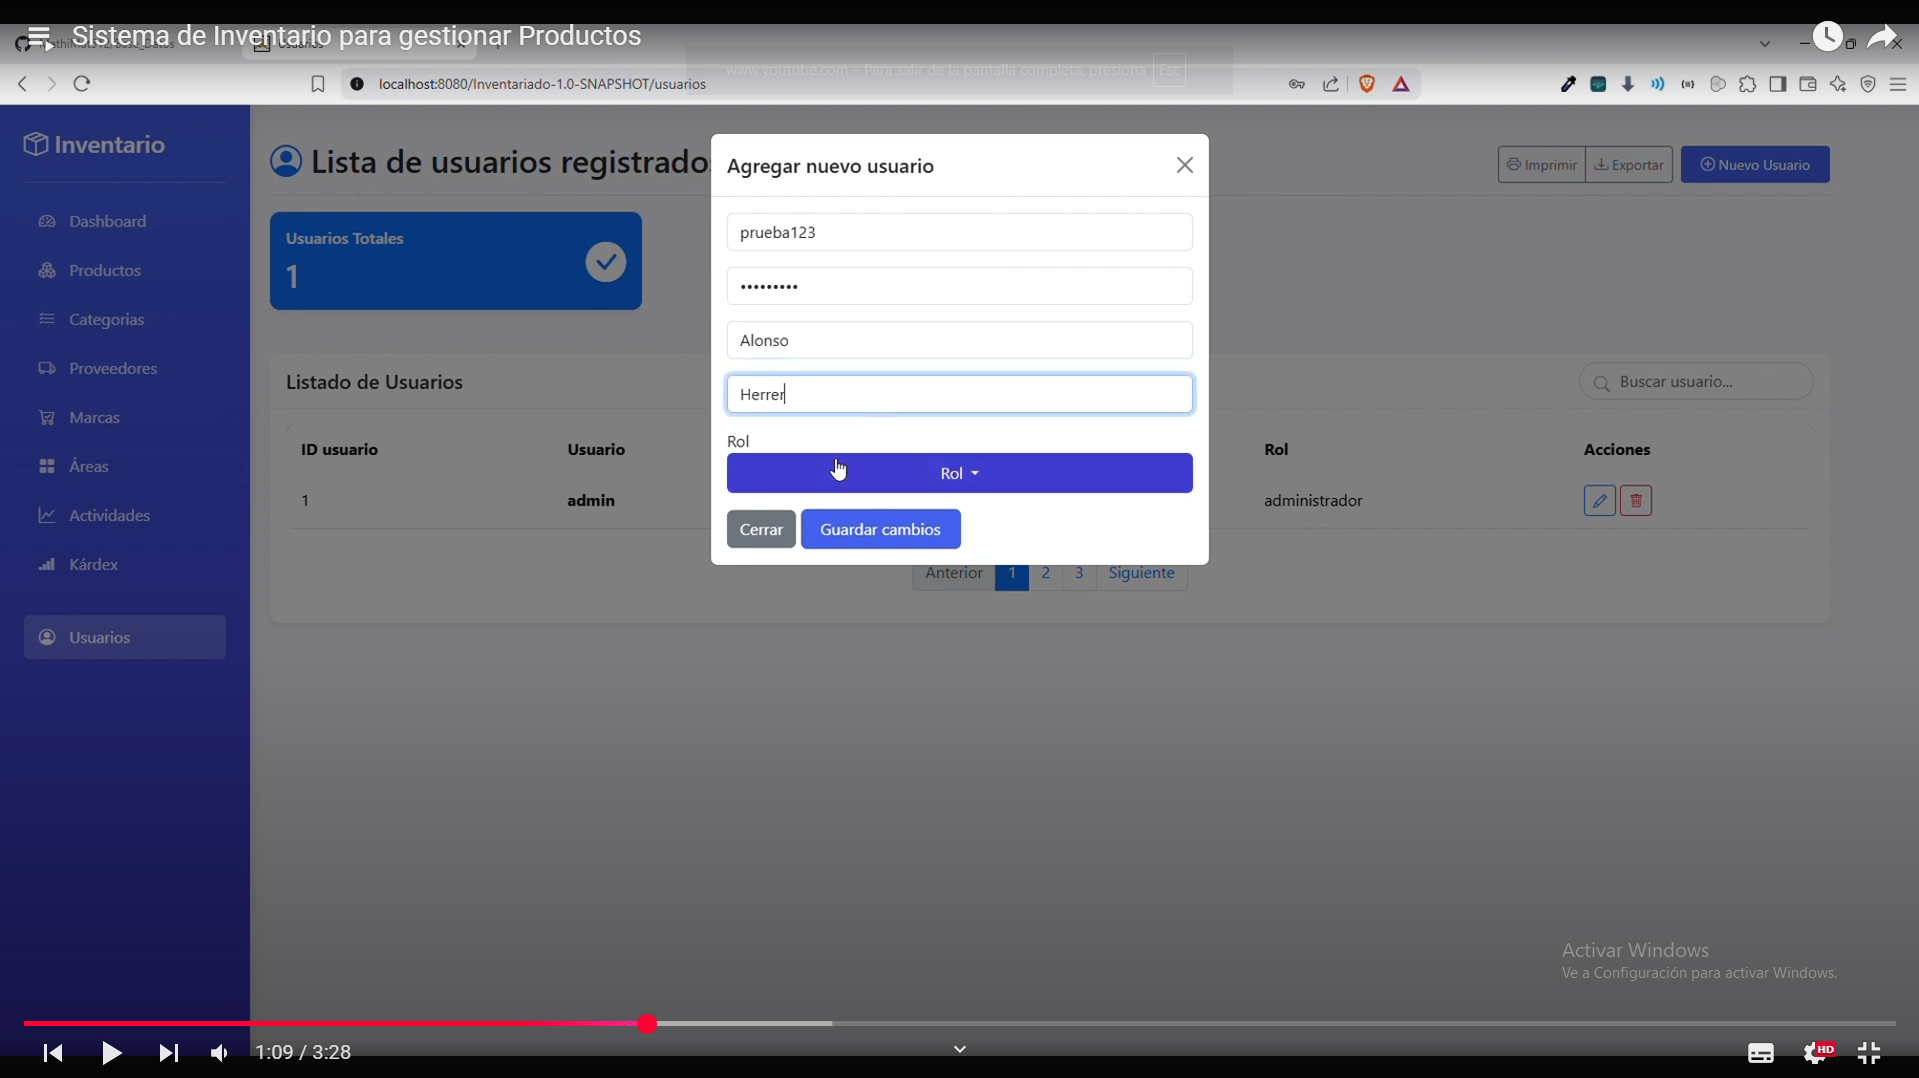 Sistema de Inventario para gestionar Productos
www.youtube.com – Para salir de la pantalla completa, presiona Esc
localhost:8080/Inventariado-1.0-SNAPSHOT/usuarios
Inventario
Dashboard
Productos
Categorias
Proveedores
Marcas
Áreas
Actividades
Kárdex
Usuarios
Lista de usuarios registrado
Imprimir
Exportar
Nuevo Usuario
Usuarios Totales
1
Listado de Usuarios
Buscar usuario...
ID usuario
Usuario
Rol
Acciones
1
admin
administrador
Anterior
1
2
3
Siguiente
Agregar nuevo usuario
prueba123
•••••••••
Alonso
Herrer
Rol
Rol
Cerrar
Guardar cambios
Activar Windows
Ve a Configuración para activar Windows.
1:09 / 3:28
HD